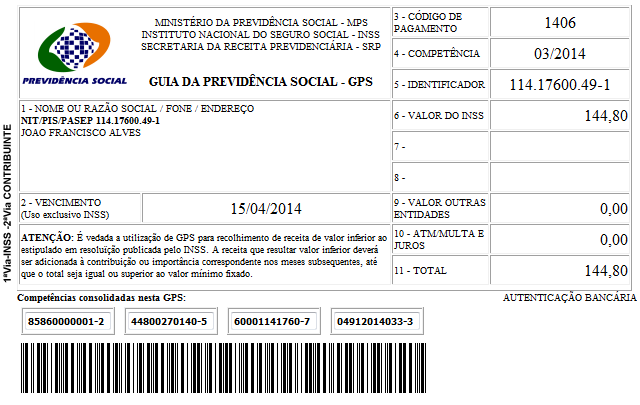 MINISTÉRIO DA PREVIDÊNCIA SOCIAL - MPS
INSTITUTO NACIONAL DO SEGURO SOCIAL - INSS
SECRETARIA DA RECEITA PREVIDENCIÁRIA - SRP
PREVIDÊNCIA SOCIAL
GUIA DA PREVIDÊNCIA SOCIAL - GPS
3 - CÓDIGO DE
PAGAMENTO
1406
4 - COMPETÊNCIA
03/2014
5 - IDENTIFICADOR
114.17600.49-1
1 - NOME OU RAZÃO SOCIAL / FONE / ENDEREÇO
NIT/PIS/PASEP 114.17600.49-1
JOAO FRANCISCO ALVES
6 - VALOR DO INSS
144,80
7 -
8 -
2 - VENCIMENTO
(Uso exclusivo INSS)
15/04/2014
9 - VALOR OUTRAS
ENTIDADES
0,00
ATENÇÃO: É vedada a utilização de GPS para recolhimento de receita de valor inferior ao
estipulado em resolução publicada pelo INSS. A receita que resultar valor inferior deverá
ser adicionada à contribuição ou importância correspondente nos meses subsequentes, até
que o total seja igual ou superior ao valor mínimo fixado.
10 - ATM/MULTA E
JUROS
0,00
11 - TOTAL
144,80
1ªVia-INSS -2ªVia CONTRIBUINTE
Competências consolidadas nesta GPS:
AUTENTICAÇÃO BANCÁRIA
85860000001-2 44800270140-5 60001141760-7 04912014033-3